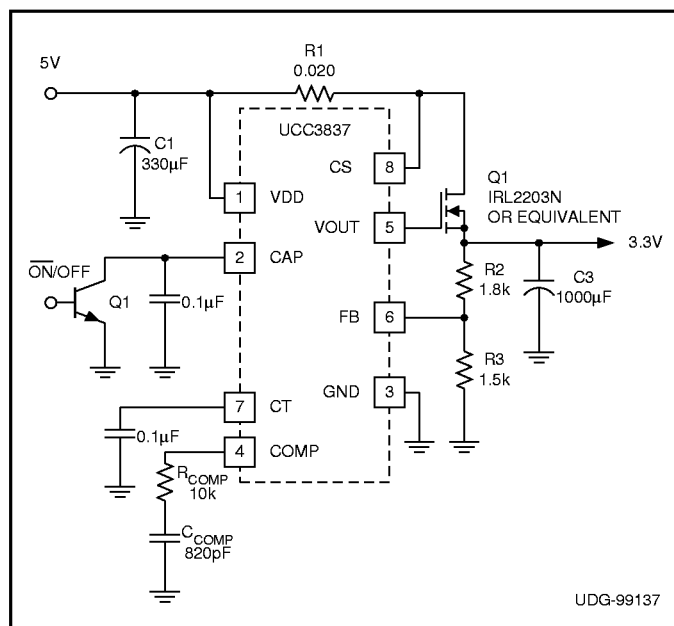 R1
5V
0.020
UCC3837
C1
330µF
CS
8
Q1
IRL2203N
OR EQUIVALENT
1
VDD
VOUT
5
3.3V
2
CAP
ON/OFF
Q1
0.1µF
R2
1.8k
C3
1000µF
FB
6
R3
1.5k
GND
3
7
CT
0.1µF
4
COMP
RCOMP
10k
CCOMP
820pF
UDG-99137